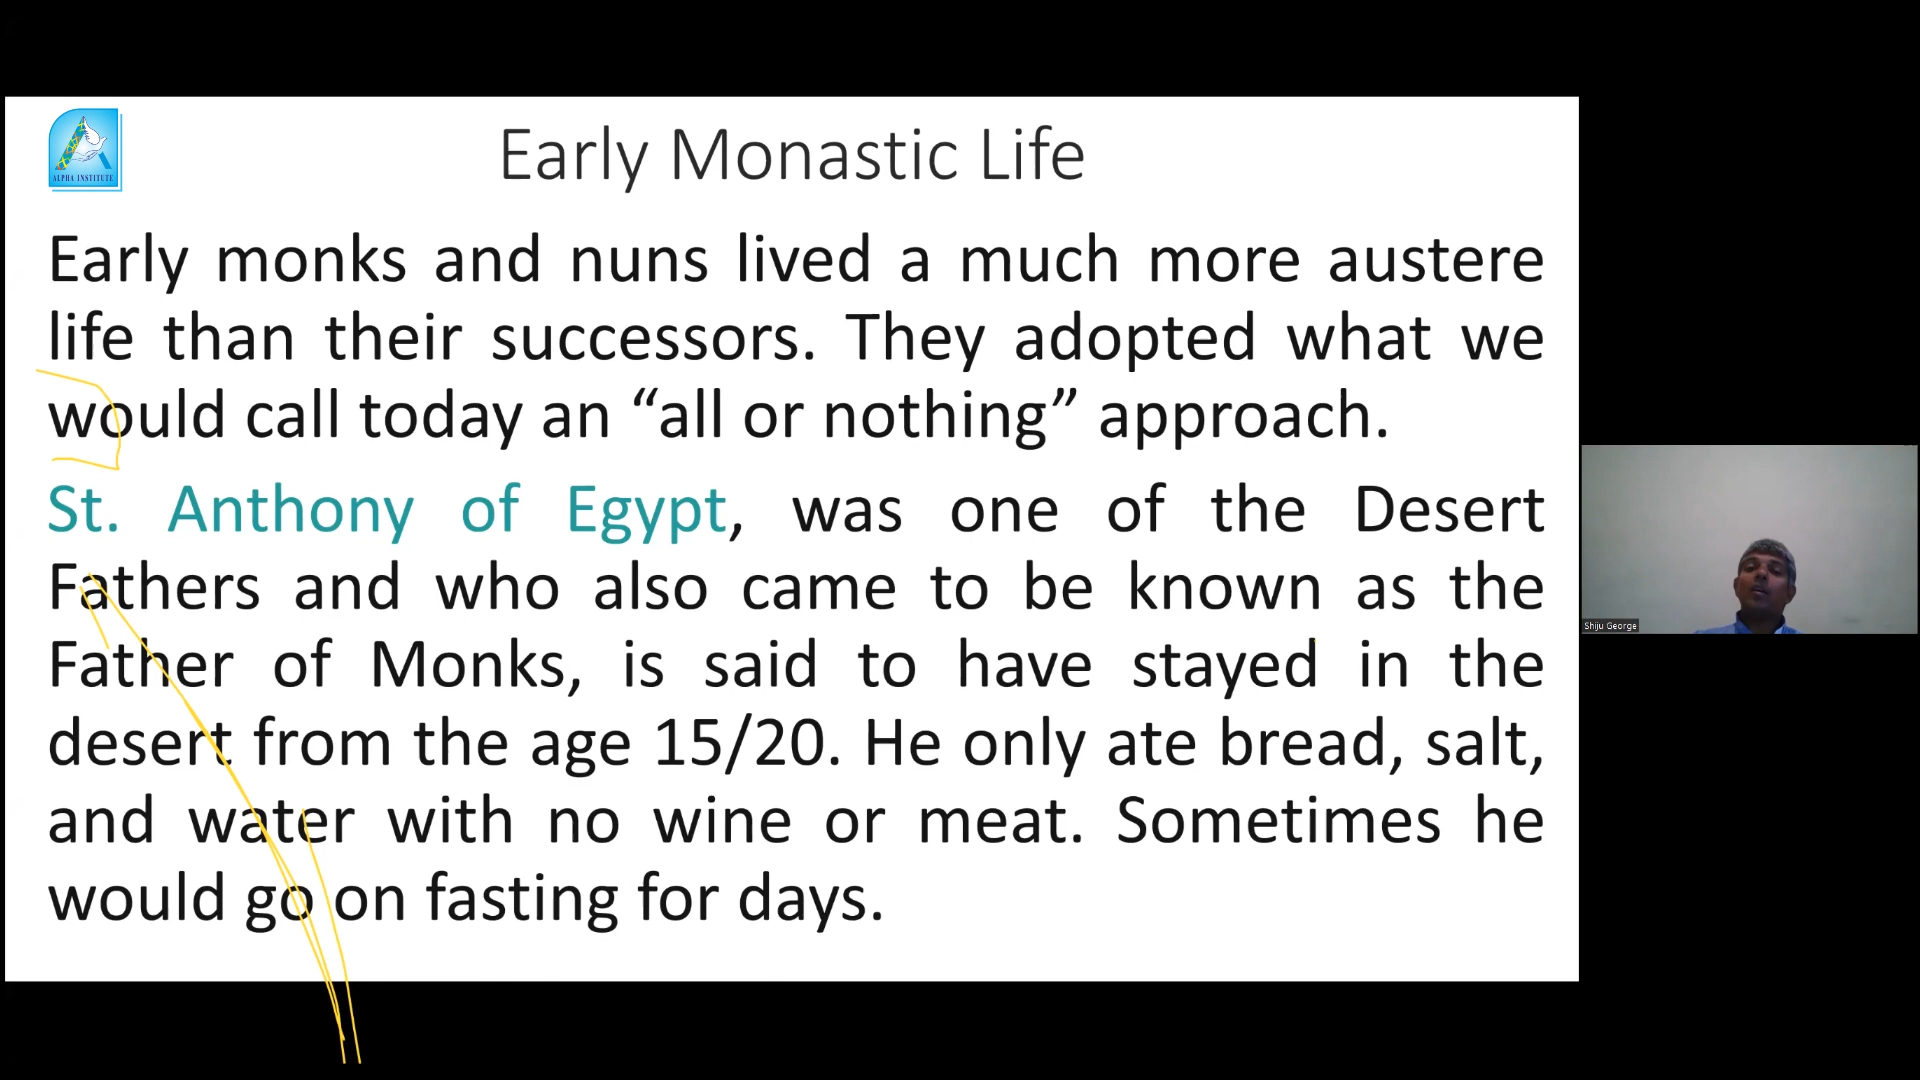 ALPHA INSTITUTE
Early Monastic Life
Early monks and nuns lived a much more austere
life than their successors. They adopted what we
would call today an “all or nothing” approach.
St. Anthony of Egypt, was one of the Desert
Fathers and who also came to be known as the
Father of Monks, is said to have stayed in the
desert from the age 15/20. He only ate bread, salt,
and water with no wine or meat. Sometimes he
would go on fasting for days.
Shiju George